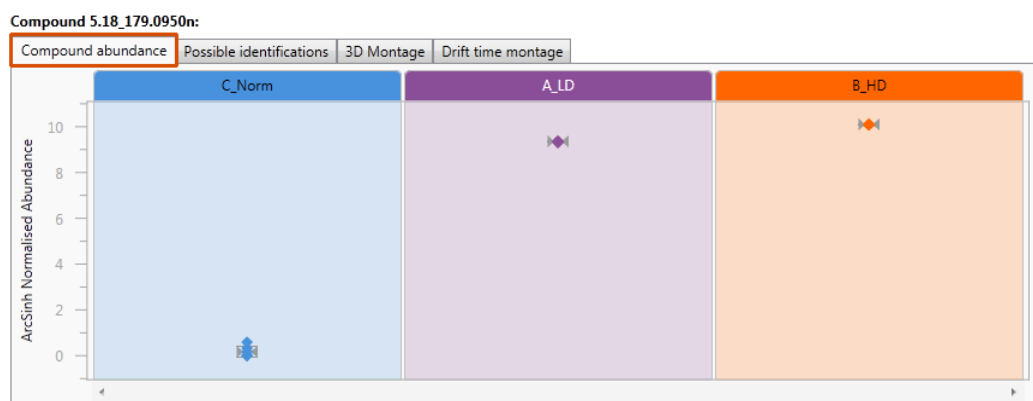 Compound 5.18_179.0950n:
Compound abundance Possible identifications 3D Montage Drift time montage
C_Norm A_LD B_HD
ArcSinh Normalised Abundance
10
8
6
4
2
0